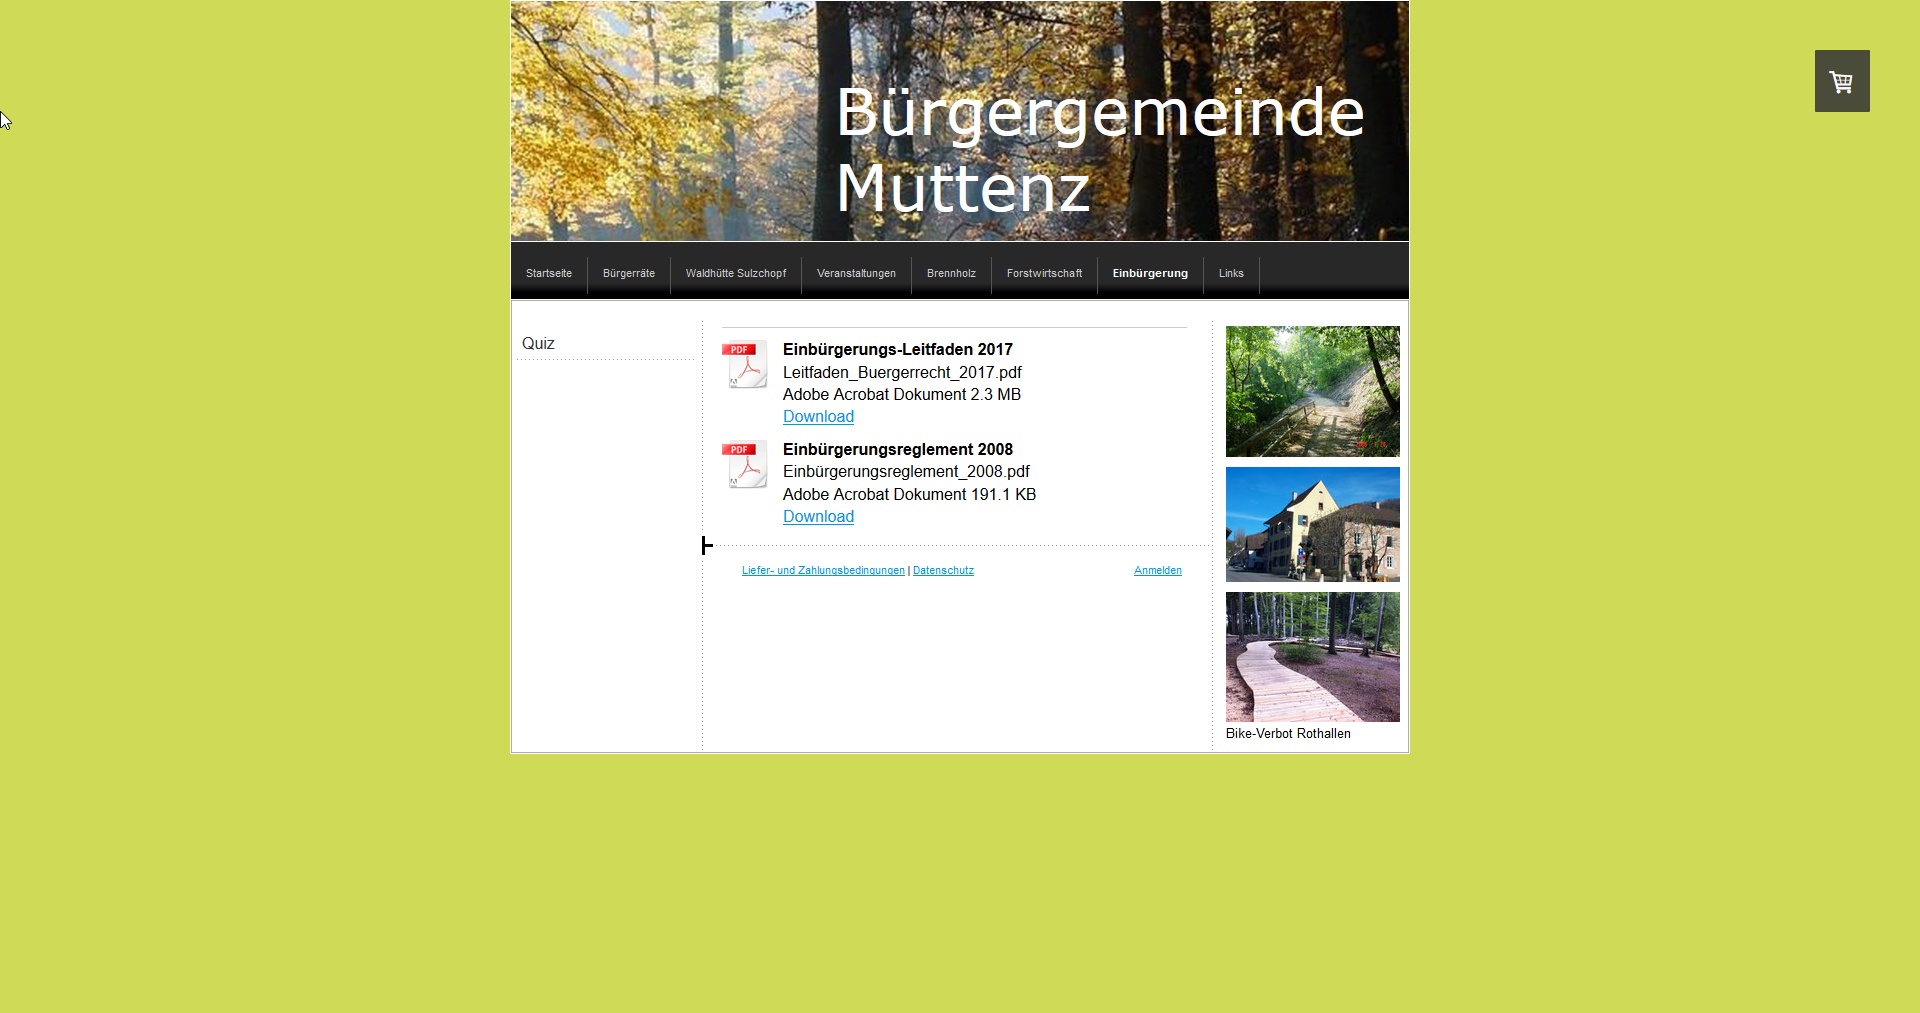 Bürgergemeinde
Muttenz
Startseite
Bürgerräte
Waldhütte Sulzchopf
Veranstaltungen
Brennholz
Forstwirtschaft
Einbürgerung
Links
Quiz
PDF
Einbürgerungs-Leitfaden 2017
Leitfaden_Buergerrecht_2017.pdf
Adobe Acrobat Dokument 2.3 MB
Download
PDF
Einbürgerungsreglement 2008
Einbürgerungsreglement_2008.pdf
Adobe Acrobat Dokument 191.1 KB
Download
Liefer- und Zahlungsbedingungen | Datenschutz
Anmelden
Bike-Verbot Rothallen